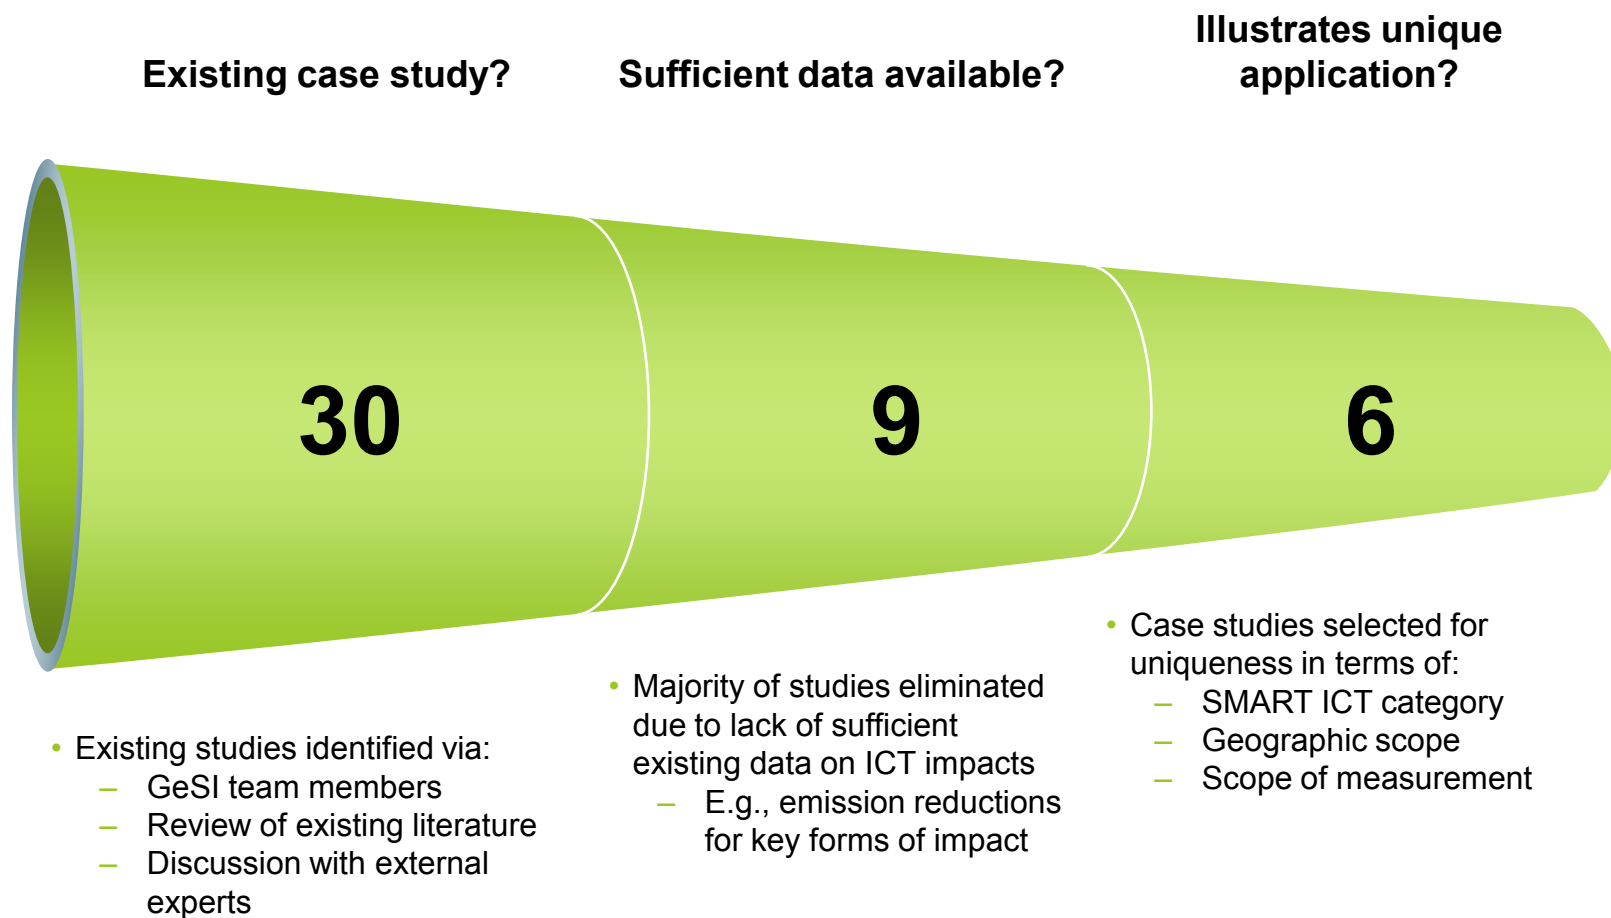 Existing case study?
Sufficient data available?
Illustrates unique
application?
30
9
6
• Existing studies identified via:
– GeSI team members
– Review of existing literature
– Discussion with external
experts
• Majority of studies eliminated
due to lack of sufficient
existing data on ICT impacts
– E.g., emission reductions
for key forms of impact
• Case studies selected for
uniqueness in terms of:
– SMART ICT category
– Geographic scope
– Scope of measurement